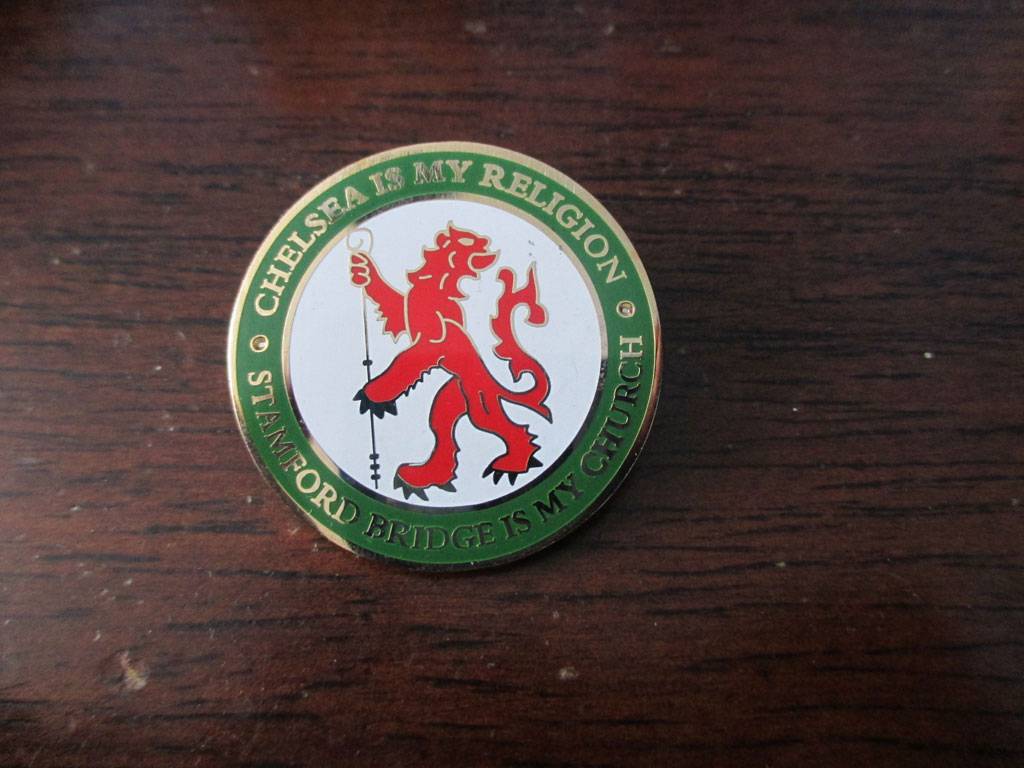 CHELSEA IS MY RELIGION
STAMFORD BRIDGE IS MY CHURCH